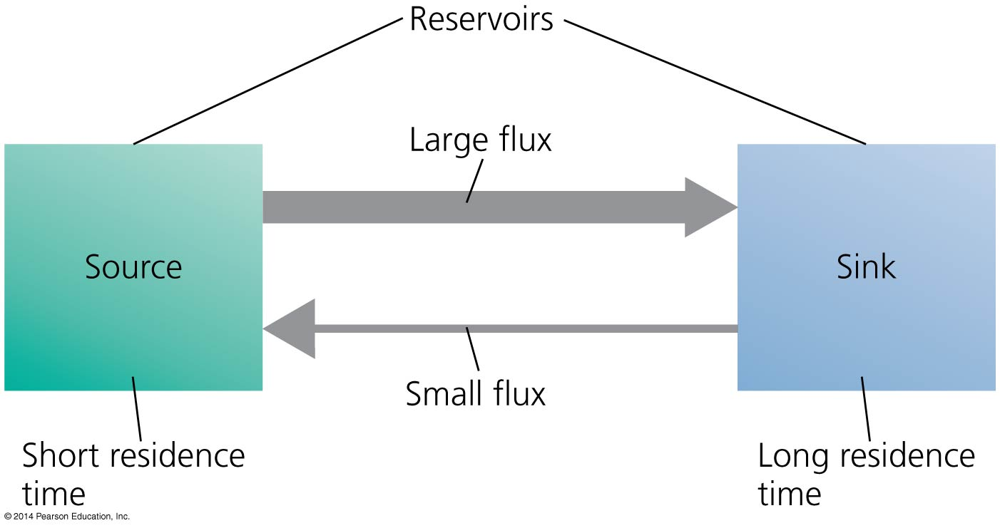 Reservoirs
Large flux
Source
Sink
Small flux
Short residence
time
Long residence
time
© 2014 Pearson Education, Inc.